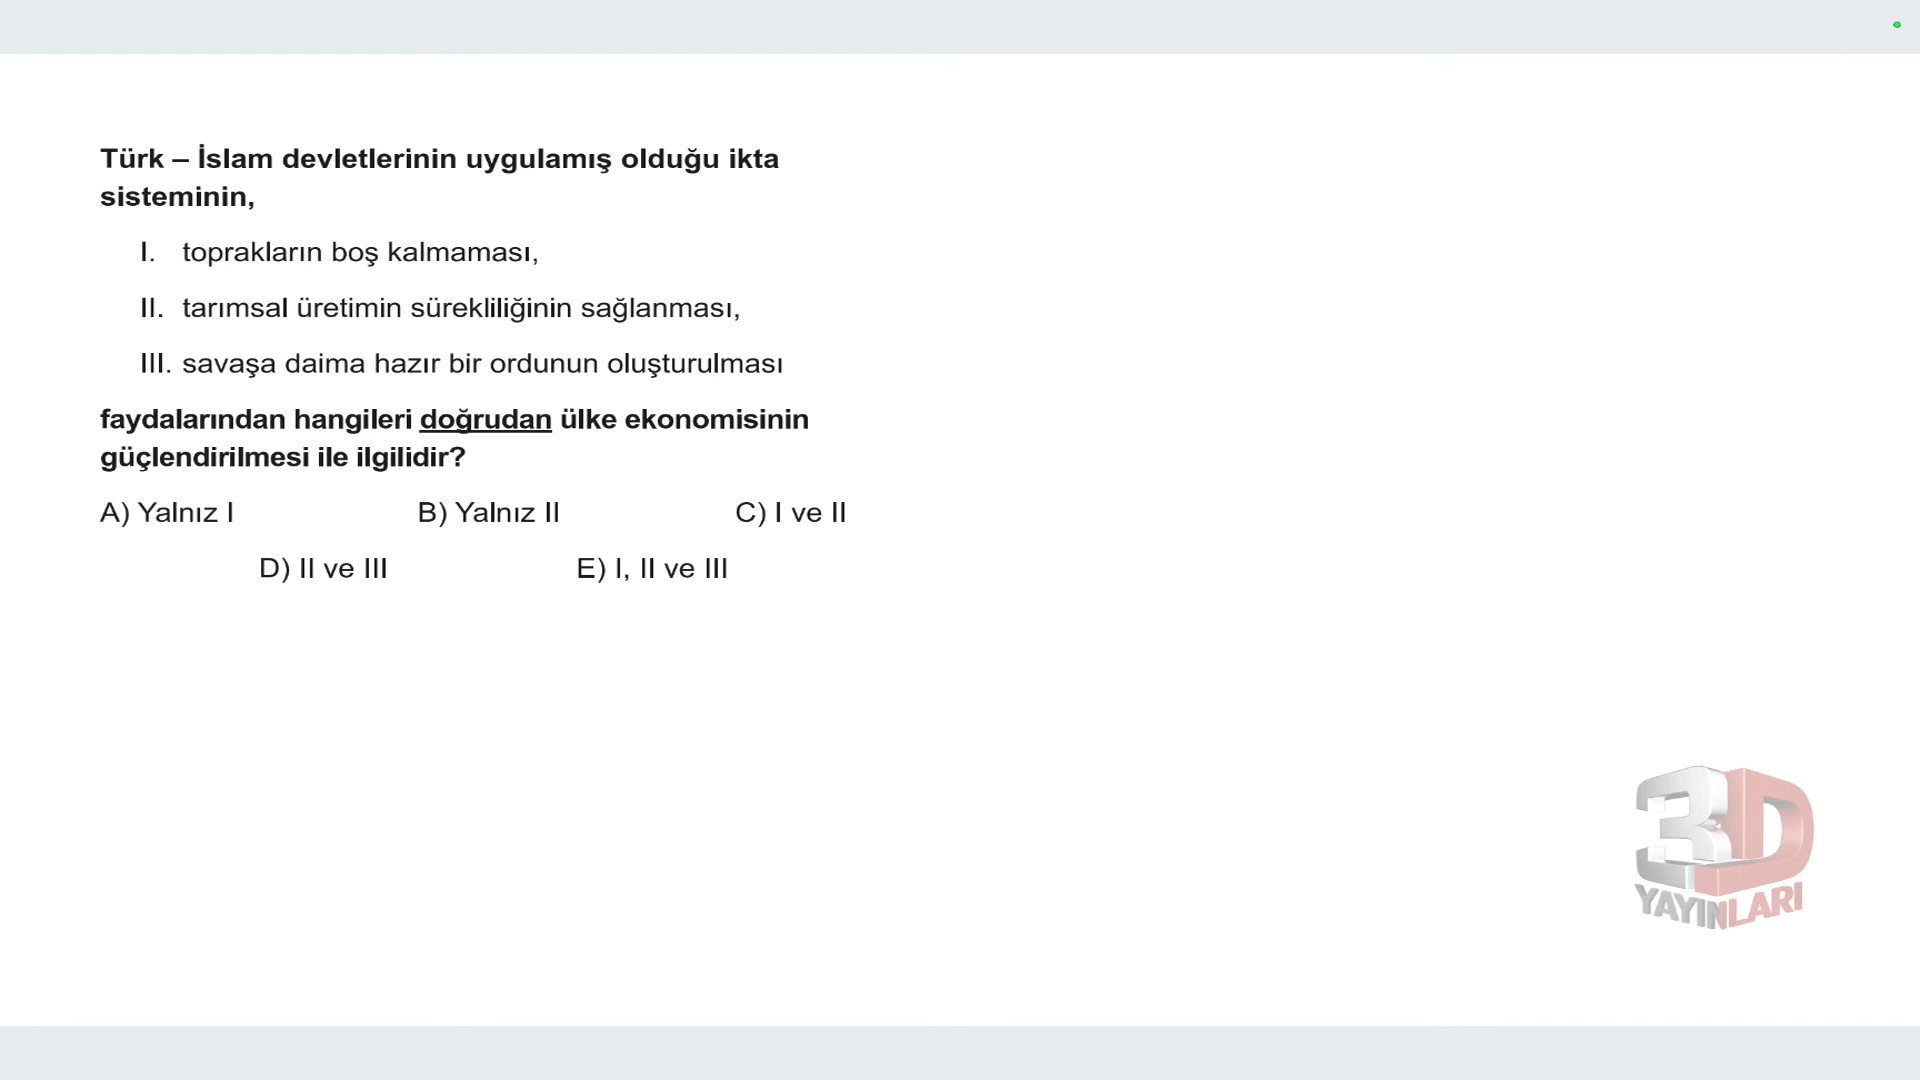 Türk – İslam devletlerinin uygulamış olduğu ikta
sisteminin,
I. toprakların boş kalmaması,
II. tarımsal üretimin sürekliliğinin sağlanması,
III. savaşa daima hazır bir ordunun oluşturulması
faydalarından hangileri doğrudan ülke ekonomisinin
güçlendirilmesi ile ilgilidir?
A) Yalnız I B) Yalnız II C) I ve II
D) II ve III E) I, II ve III
3D
YAYINLARI